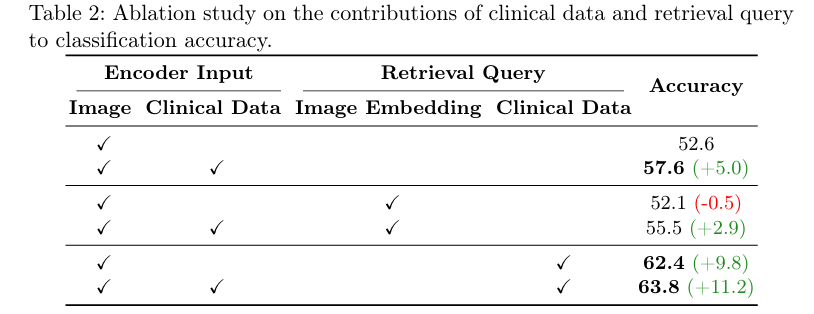 Table 2: Ablation study on the contributions of clinical data and retrieval query
to classification accuracy.
Encoder Input Retrieval Query Accuracy
Image Clinical Data Image Embedding Clinical Data
✓ 52.6
✓ ✓ 57.6 (+5.0)
✓ ✓ 52.1 (-0.5)
✓ ✓ ✓ 55.5 (+2.9)
✓ ✓ 62.4 (+9.8)
✓ ✓ ✓ 63.8 (+11.2)